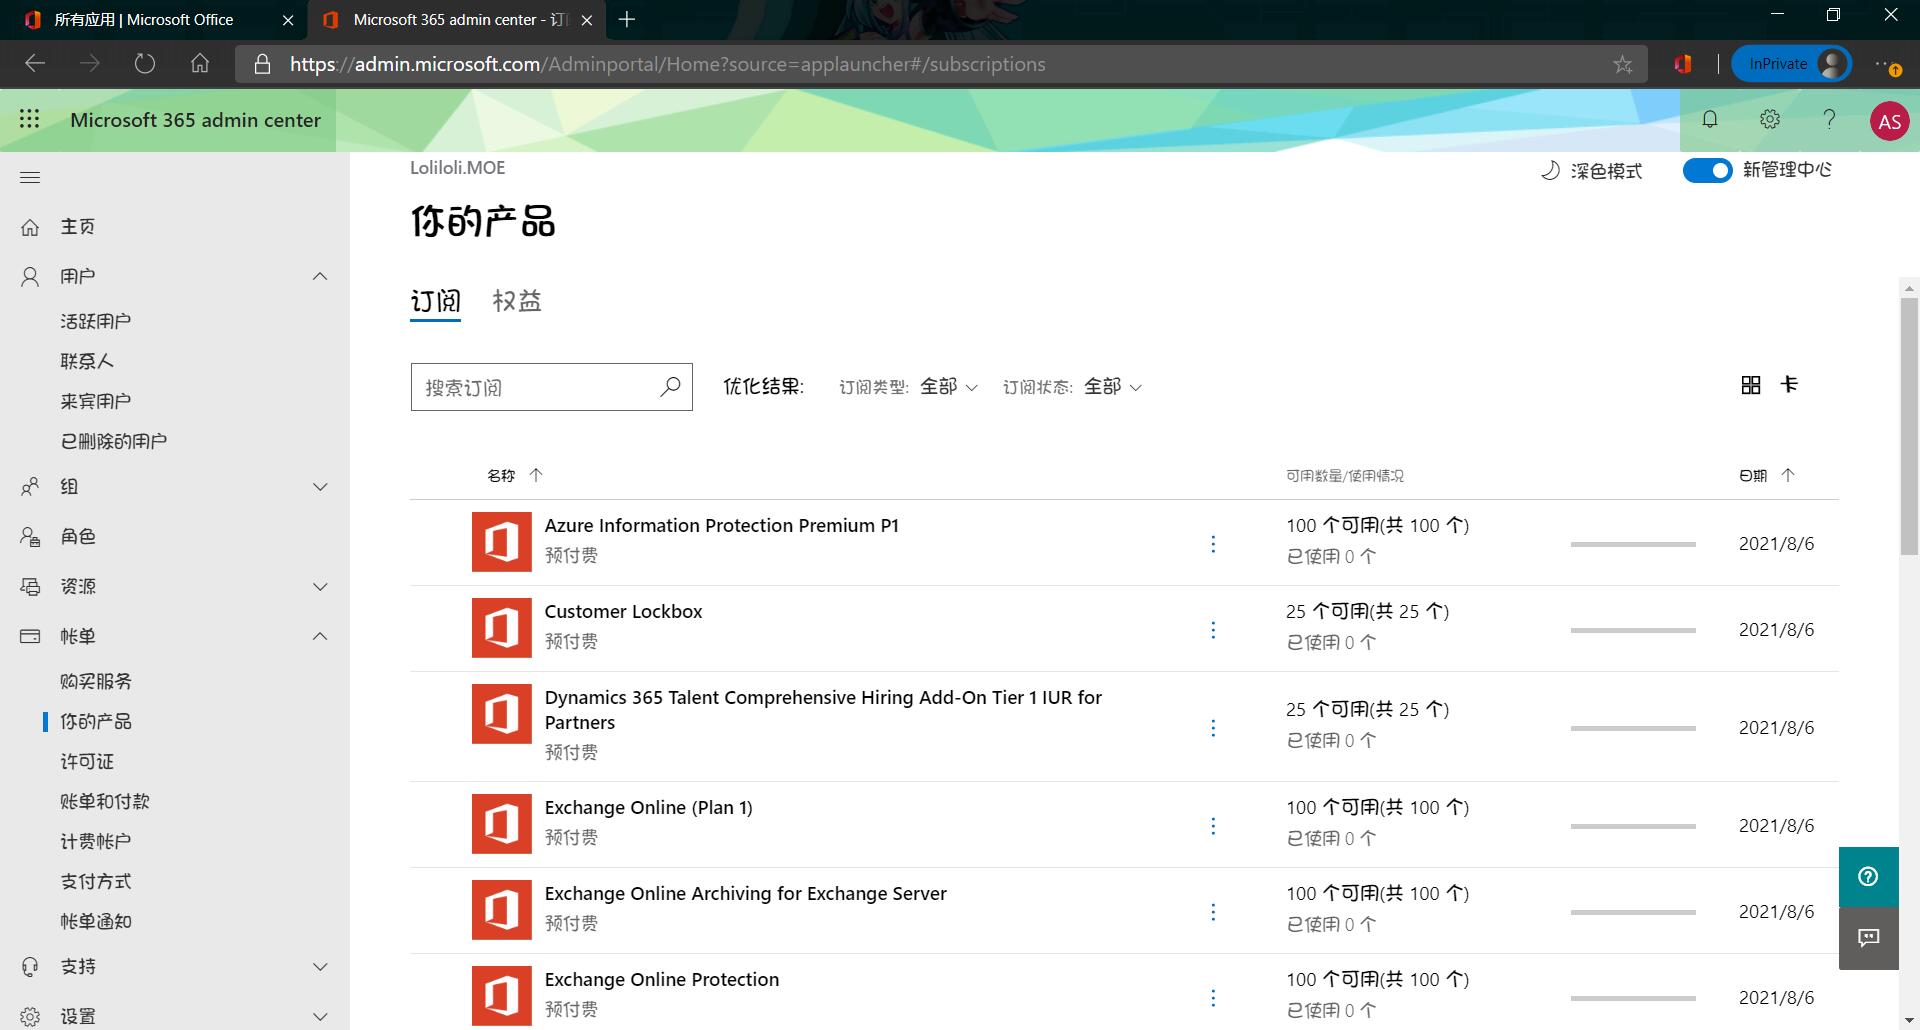 所有应用 | Microsoft Office
Microsoft 365 admin center - 订
https://admin.microsoft.com/Adminportal/Home?source=applauncher#/subscriptions
InPrivate
Microsoft 365 admin center
AS
Loliloli.MOE
深色模式
新管理中心
你的产品
主页
用户
活跃用户
联系人
来宾用户
已删除的用户
组
角色
资源
帐单
购买服务
你的产品
许可证
账单和付款
计费帐户
支付方式
帐单通知
支持
设置
订阅
权益
搜索订阅
优化结果:
订阅类型: 全部
订阅状态: 全部
卡
名称
可用数量/使用情况
日期
Azure Information Protection Premium P1
预付费
100 个可用(共 100 个)
已使用 0 个
2021/8/6
Customer Lockbox
预付费
25 个可用(共 25 个)
已使用 0 个
2021/8/6
Dynamics 365 Talent Comprehensive Hiring Add-On Tier 1 IUR for
Partners
预付费
25 个可用(共 25 个)
已使用 0 个
2021/8/6
Exchange Online (Plan 1)
预付费
100 个可用(共 100 个)
已使用 0 个
2021/8/6
Exchange Online Archiving for Exchange Server
预付费
100 个可用(共 100 个)
已使用 0 个
2021/8/6
Exchange Online Protection
预付费
100 个可用(共 100 个)
已使用 0 个
2021/8/6